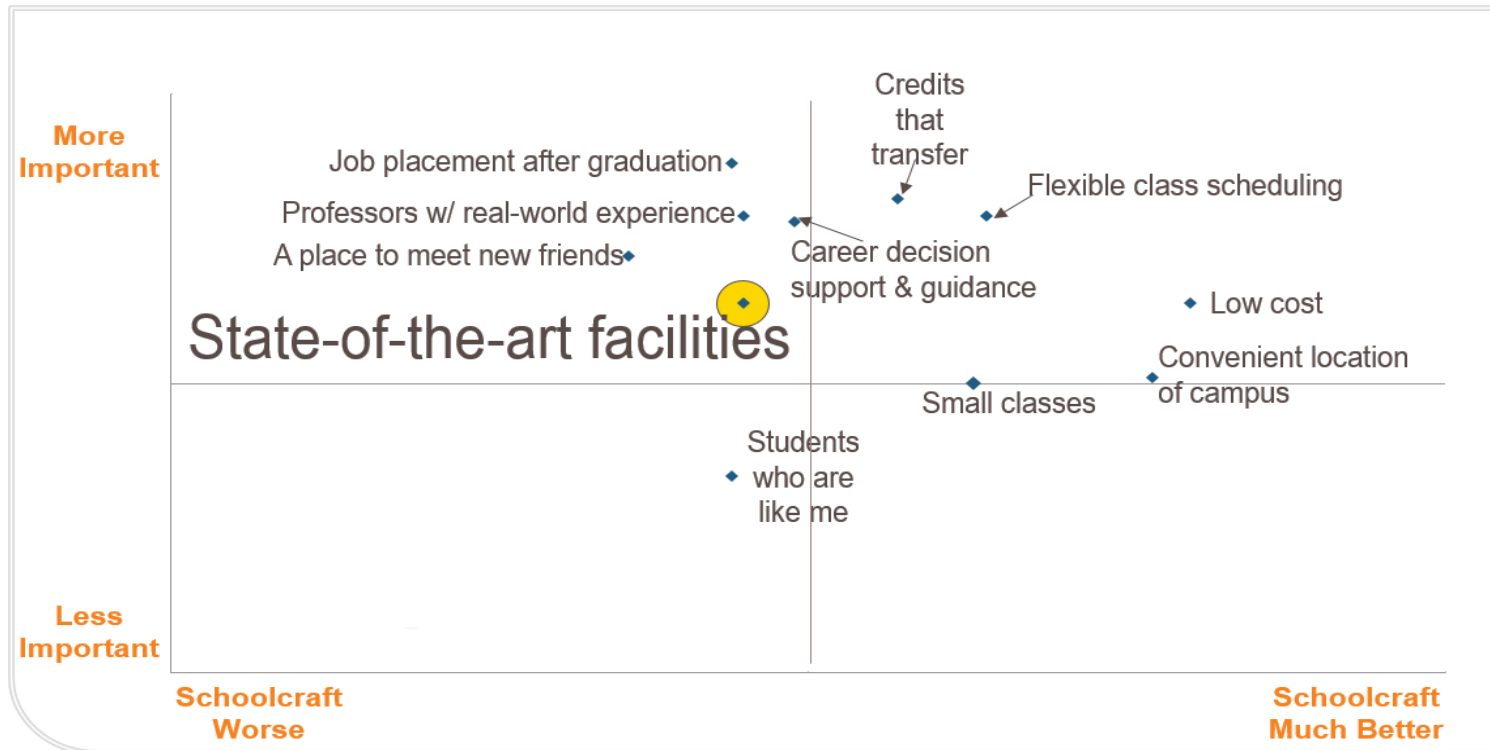 Credits
that
transfer
More
Important
Job placement after graduation
Flexible class scheduling
Professors w/ real-world experience
A place to meet new friends
Career decision
support & guidance
State-of-the-art facilities
Low cost
Convenient location
of campus
Small classes
Students
who are
like me
Less
Important
Schoolcraft
Worse
Schoolcraft
Much Better